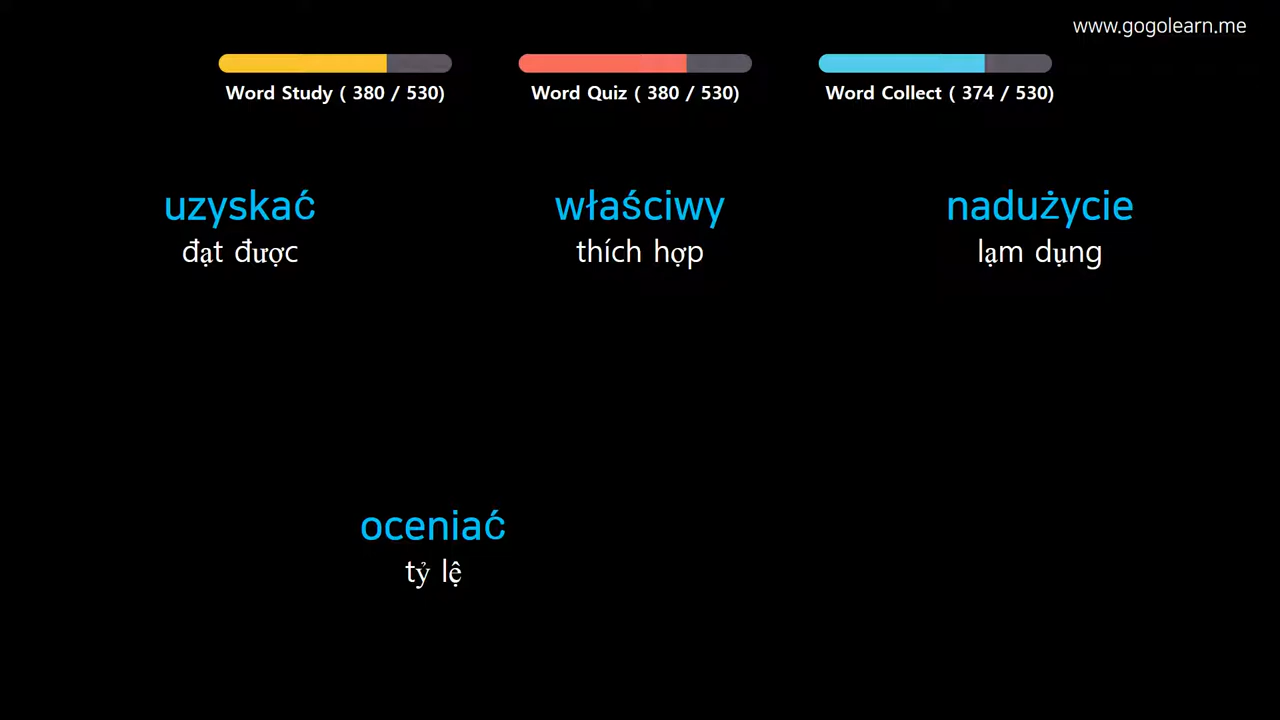 www.gogolearn.me
Word Study ( 380 / 530)
Word Quiz ( 380 / 530)
Word Collect ( 374 / 530)
uzyskać
đạt được
właściwy
thích hợp
nadużycie
lạm dụng
oceniać
tỷ lệ